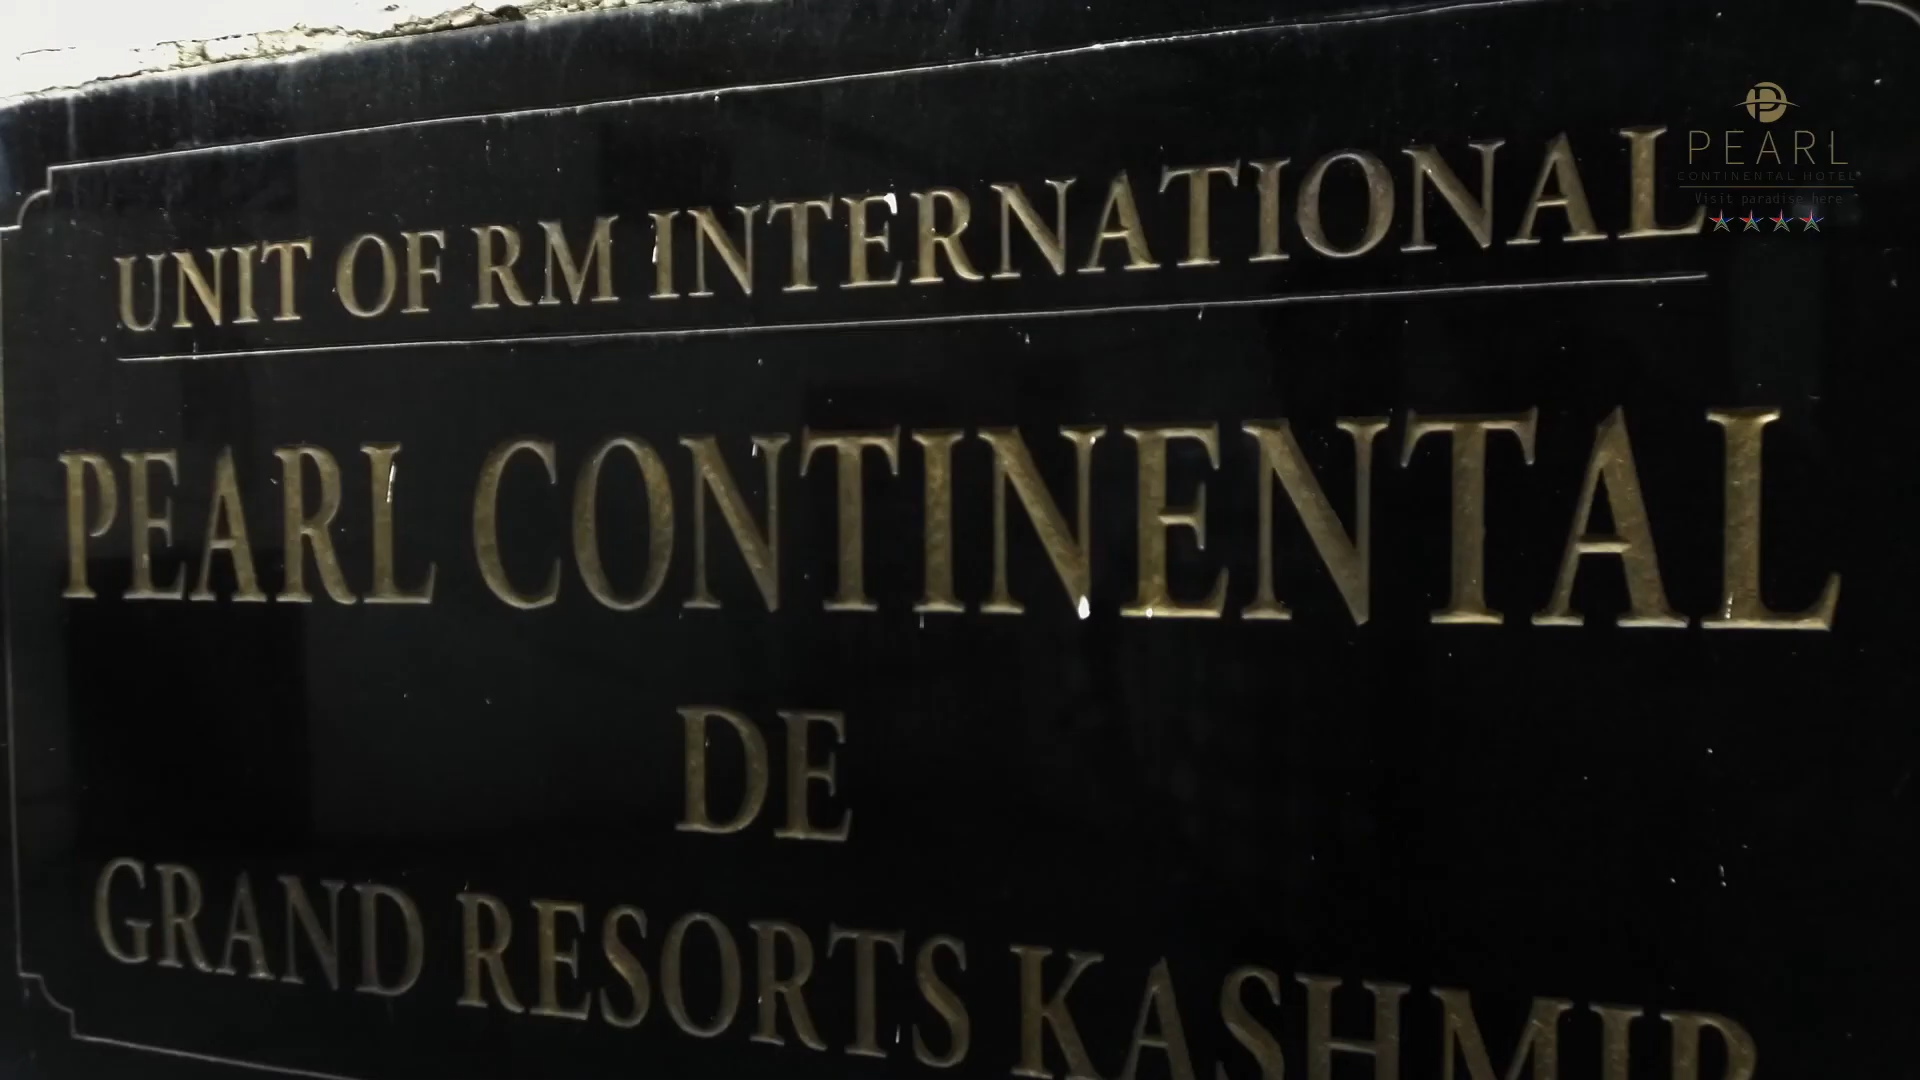 UNIT OF RM INTERNATIONAL
PEARL CONTINENTAL
DE
GRAND RESORTS KASHMIR
PEARL
CONTINENTAL HOTEL
Visit paradise here